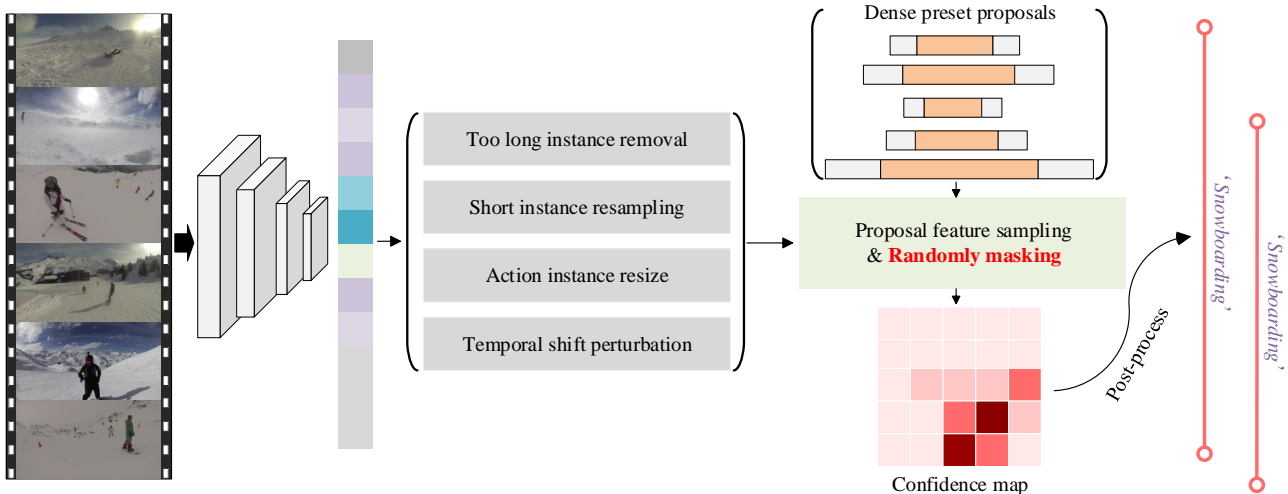 Dense preset proposals
Too long instance removal
Short instance resampling
Action instance resize
Temporal shift perturbation
Proposal feature sampling
& Randomly masking
Confidence map
Post-process
‘Snowboarding’
‘Snowboarding’